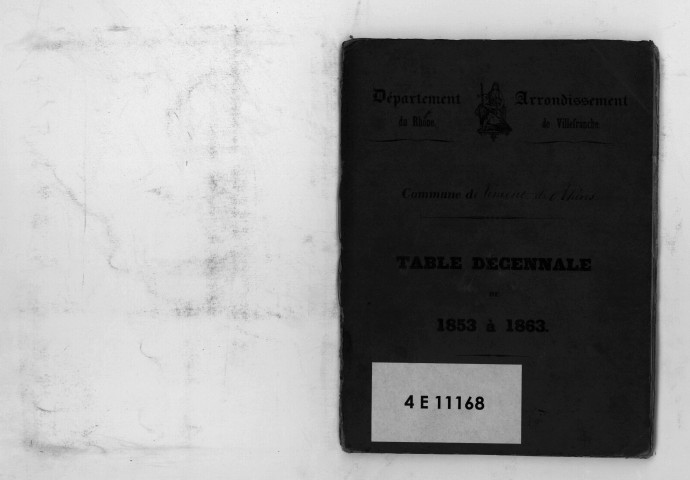 Département
Arrondissement
du Rhône
de Villefranche
Commune d
TABLE DÉCENNALE
DE
1853 à 1863.
4 E 11168